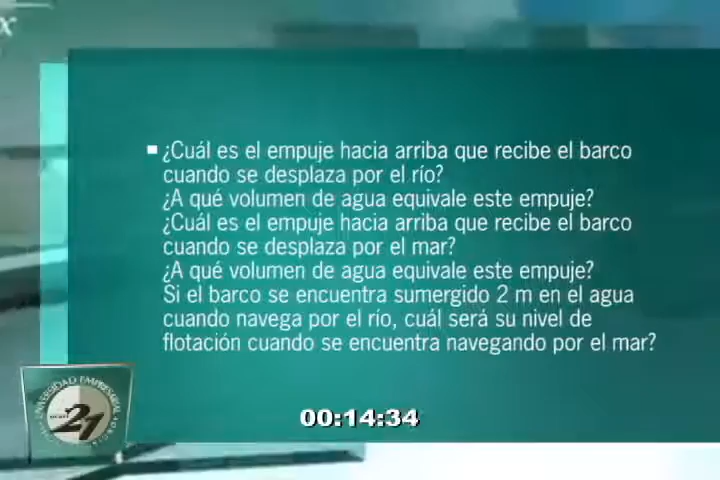 x
¿Cuál es el empuje hacia arriba que recibe el barco
cuando se desplaza por el río?
¿A qué volumen de agua equivale este empuje?
¿Cuál es el empuje hacia arriba que recibe el barco
cuando se desplaza por el mar?
¿A qué volumen de agua equivale este empuje?
Si el barco se encuentra sumergido 2 m en el agua
cuando navega por el río, cuál será su nivel de
flotación cuando se encuentra navegando por el mar?
21
00:14:34